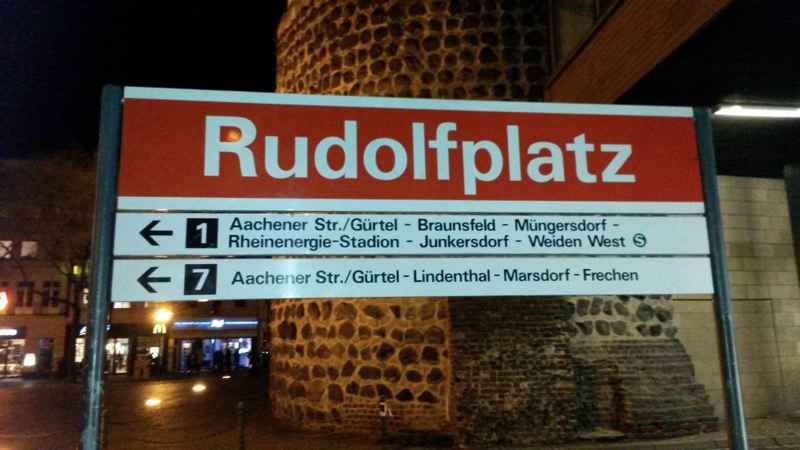 Rudolfplatz
← 1 Aachener Str./Gürtel - Braunsfeld - Müngersdorf -
Rheinenergie-Stadion - Junkersdorf - Weiden West S
← 7 Aachener Str./Gürtel - Lindenthal - Marsdorf - Frechen